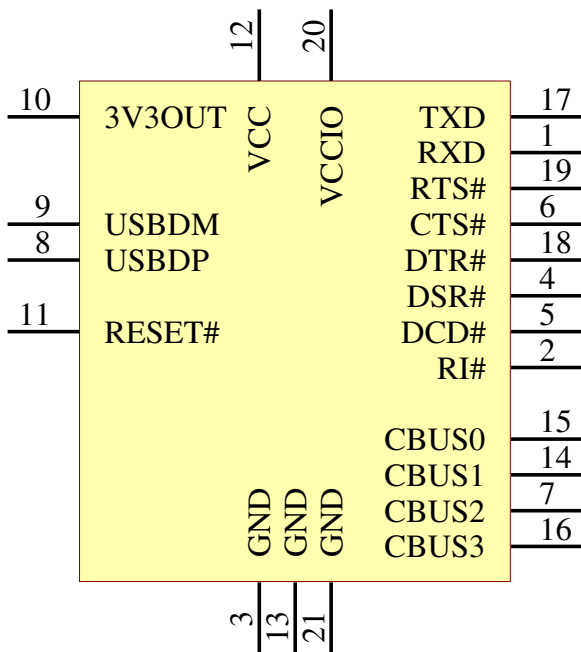 12 20
10 3V3OUT VCC VCCIO TXD 17
RXD 1
RTS# 19
9 USBDM CTS# 6
8 USBDP DTR# 18
DSR# 4
11 RESET# DCD# 5
RI# 2
CBUS0 15
CBUS1 14
CBUS2 7
GND GND GND CBUS3 16
3 13 21